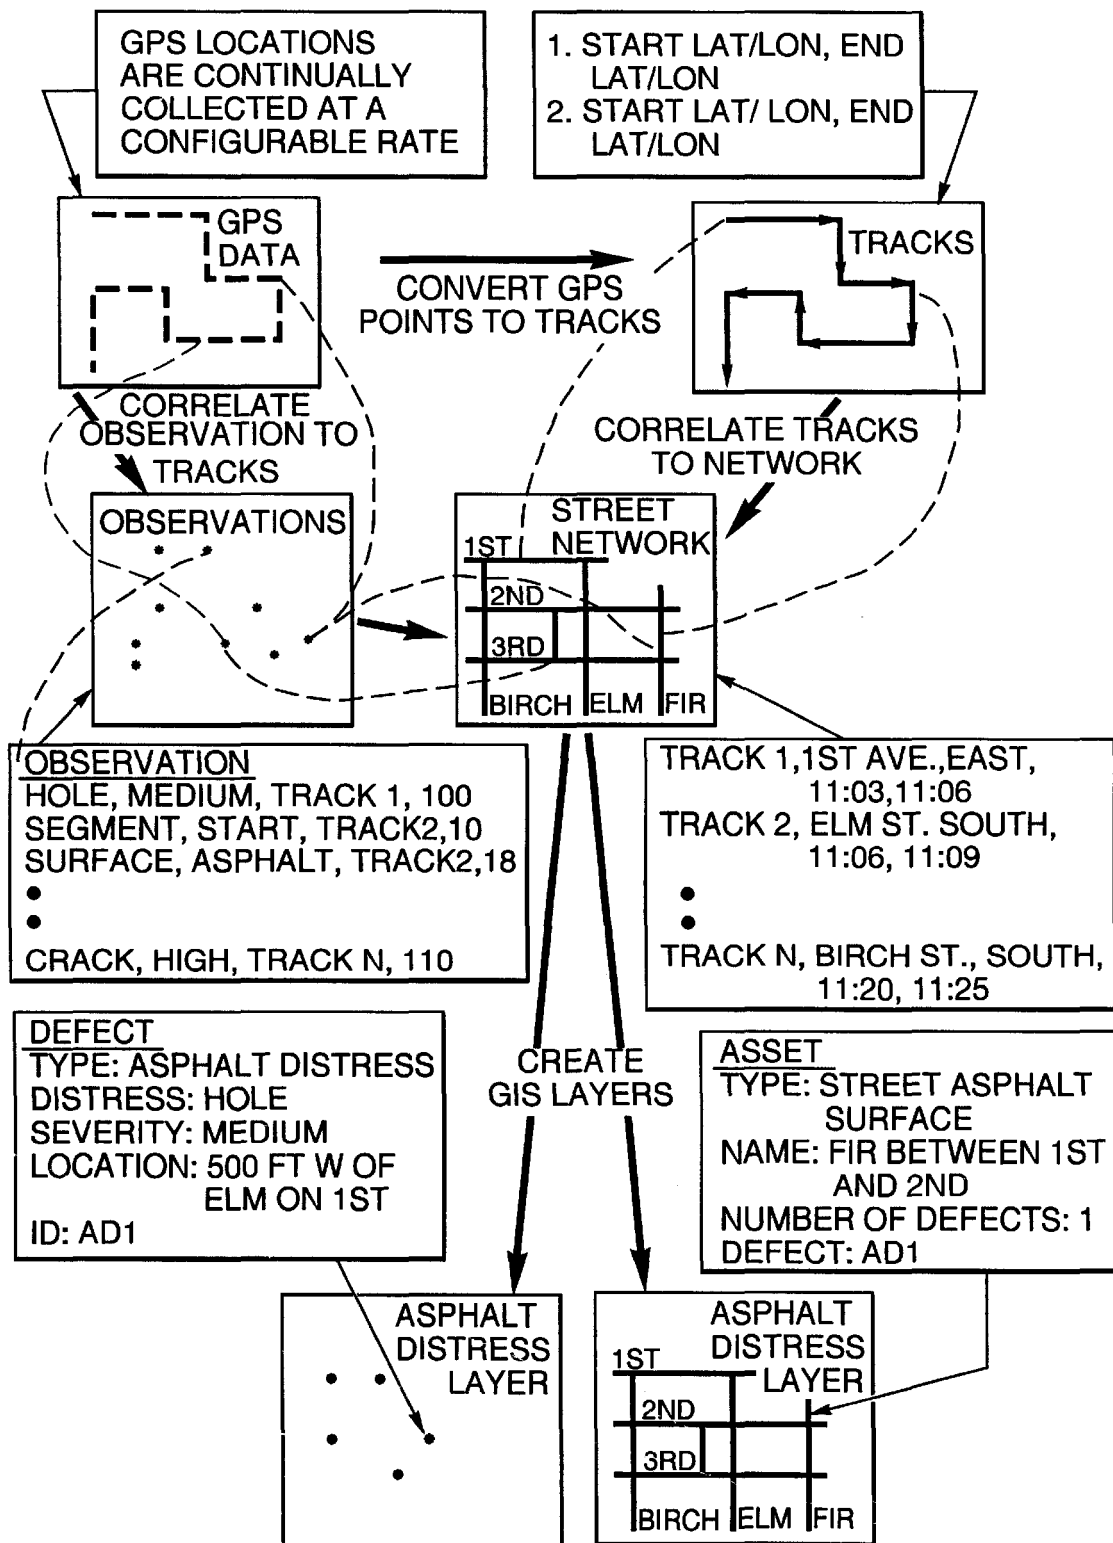 GPS LOCATIONS
ARE CONTINUALLY
COLLECTED AT A
CONFIGURABLE RATE
1. START LAT/LON, END
LAT/LON
2. START LAT/ LON, END
LAT/LON
GPS
DATA
CONVERT GPS
POINTS TO TRACKS
TRACKS
CORRELATE
OBSERVATION TO
TRACKS
CORRELATE TRACKS
TO NETWORK
OBSERVATIONS
STREET
NETWORK
1ST
2ND
3RD
BIRCH
ELM
FIR
OBSERVATION
HOLE, MEDIUM, TRACK 1, 100
SEGMENT, START, TRACK2,10
SURFACE, ASPHALT, TRACK2,18
CRACK, HIGH, TRACK N, 110
TRACK 1,1ST AVE.,EAST,
11:03,11:06
TRACK 2, ELM ST. SOUTH,
11:06, 11:09
TRACK N, BIRCH ST., SOUTH,
11:20, 11:25
DEFECT
TYPE: ASPHALT DISTRESS
DISTRESS: HOLE
SEVERITY: MEDIUM
LOCATION: 500 FT W OF
ELM ON 1ST
ID: AD1
CREATE
GIS LAYERS
ASSET
TYPE: STREET ASPHALT
SURFACE
NAME: FIR BETWEEN 1ST
AND 2ND
NUMBER OF DEFECTS: 1
DEFECT: AD1
ASPHALT
DISTRESS
LAYER
ASPHALT
DISTRESS
LAYER
1ST
2ND
3RD
BIRCH
ELM
FIR